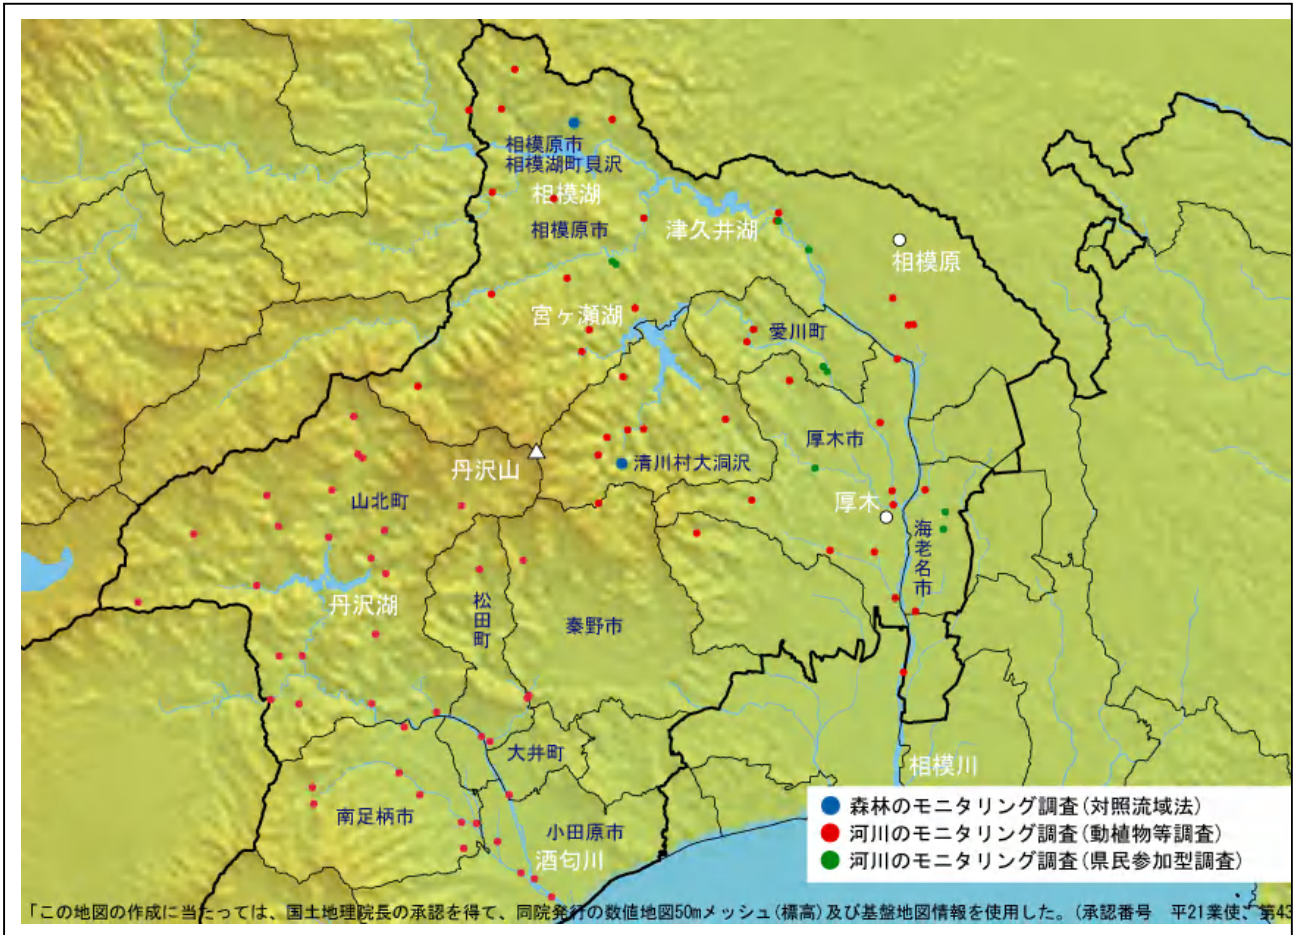 相模原市
相模湖町貝沢
相模湖
相模原市
津久井湖
相模原
宮ヶ瀬湖
愛川町
厚木市
丹沢山
清川村大洞沢
山北町
厚木
海老名市
丹沢湖
松田町
秦野市
大井町
相模川
南足柄市
小田原市
酒匂川
森林のモニタリング調査(対照流域法)
河川のモニタリング調査(動植物等調査)
河川のモニタリング調査(県民参加型調査)
「この地図の作成に当たっては、国土地理院長の承認を得て、同院発行の数値地図50mメッシュ(標高)及び基盤地図情報を使用した。(承認番号 平21業使、第43